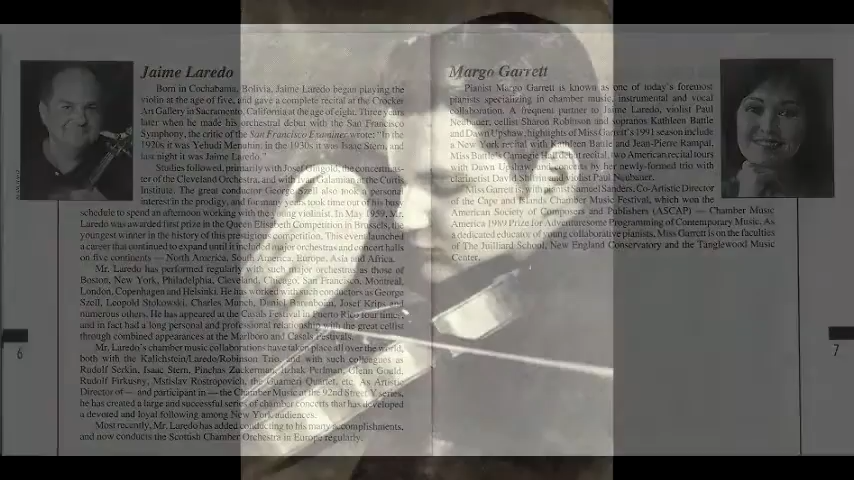 Jaime Laredo
Born in Cochabamba, Bolivia, Jaime Laredo began playing the
violin at the age of five, and gave a complete recital at the Crocker
Art Gallery in Sacramento, California at the age of eight. Three years
later when he made his orchestral debut with the San Francisco
Symphony, the critic of the San Francisco Examiner wrote: "In the
1920s it was Yehudi Menuhin; in the 1930s it was Isaac Stern, and
last night it was Jaime Laredo."
Studies followed, primarily with Josef Gingold, the concertmas-
ter of the Cleveland Orchestra, and with Ivan Galamian at the Curtis
Institute. The great conductor George Szell also took a personal
interest in the prodigy, and for many years took time out of his busy
schedule to spend an afternoon working with the young violinist. In May 1959, Mr.
Laredo was awarded first prize in the Queen Elisabeth Competition in Brussels, the
youngest winner in the history of this prestigious competition. This event launched
a career that continued to expand until it included major orchestras and concert halls
on five continents — North America, South America, Europe, Asia and Africa.
Mr. Laredo has performed regularly with such major orchestras as those of
Boston, New York, Philadelphia, Cleveland, Chicago, San Francisco, Montreal,
London, Copenhagen and Helsinki. He has worked with such conductors as George
Szell, Leopold Stokowski, Charles Munch, Daniel Barenboim, Josef Krips and
numerous others. He has appeared at the Casals Festival in Puerto Rico four times,
and in fact had a long personal and professional relationship with the great cellist
through combined appearances at the Marlboro and Casals Festivals.
Mr. Laredo's chamber music collaborations have taken place all over the world,
both with the Kalichstein/Laredo/Robinson Trio, and with such colleagues as
Rudolf Serkin, Isaac Stern, Pinchas Zuckerman, Itzhak Perlman, Glenn Gould,
Rudolf Firkusny, Mstislav Rostropovich, the Guarneri Quartet, etc. As Artistic
Director of — and participant in — the Chamber Music at the 92nd Street Y series,
he has created a large and successful series of chamber concerts that has developed
a devoted and loyal following among New York audiences.
Most recently, Mr. Laredo has added conducting to his many accomplishments,
and now conducts the Scottish Chamber Orchestra in Europe regularly.
6
Margo Garrett
Pianist Margo Garrett is known as one of today's foremost
pianists specializing in chamber music, instrumental and vocal
collaboration. A frequent partner to Jaime Laredo, violist Paul
Neubauer, cellist Sharon Robinson and sopranos Kathleen Battle
and Dawn Upshaw, highlights of Miss Garrett's 1991 season include
a New York recital with Kathleen Battle and Jean-Pierre Rampal,
Miss Battle's debut recital, two American recital tours
with Dawn Upshaw, and concerts by her newly-formed trio with
clarinetist David Shifrin and violist Paul Neubauer.
Miss Garrett is, with pianist Samuel Sanders, Co-Artistic Director
of the Cape and Islands Chamber Music Festival, which won the
American Society of Composers and Publishers (ASCAP) — Chamber Music
America 1989 Prize for Adventuresome Programming of Contemporary Music. As
a dedicated educator of young collaborative pianists, Miss Garrett is on the faculties
of The Juilliard School, New England Conservatory and the Tanglewood Music
Center.
7